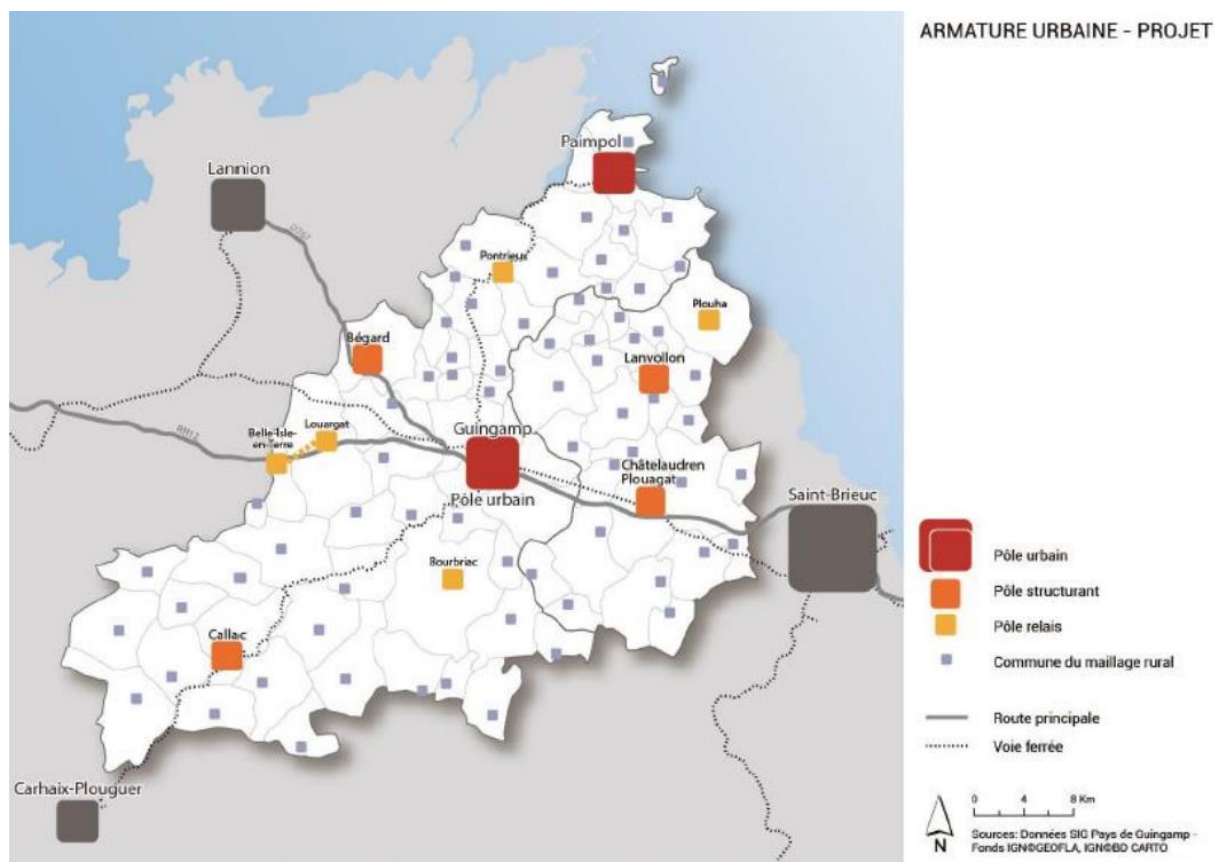 ARMATURE URBAINE - PROJET
Paimpol
Lannion
D767
Pontrieux
Plouha
Bégard
Lanvollon
Louargat
Belle-Isle-
en-Terre
Guingamp
Pôle urbain
Châtelaudren
Plouagat
Saint-Brieuc
Bourbriac
Callac
Carhaix-Plouguer
Pôle urbain
Pôle structurant
Pôle relais
Commune du maillage rural
Route principale
Voie ferrée
0 4 8 Km
N
Sources: Données SIG Pays de Guingamp -
Fonds IGN©GEOFLA, IGN©BD CARTO